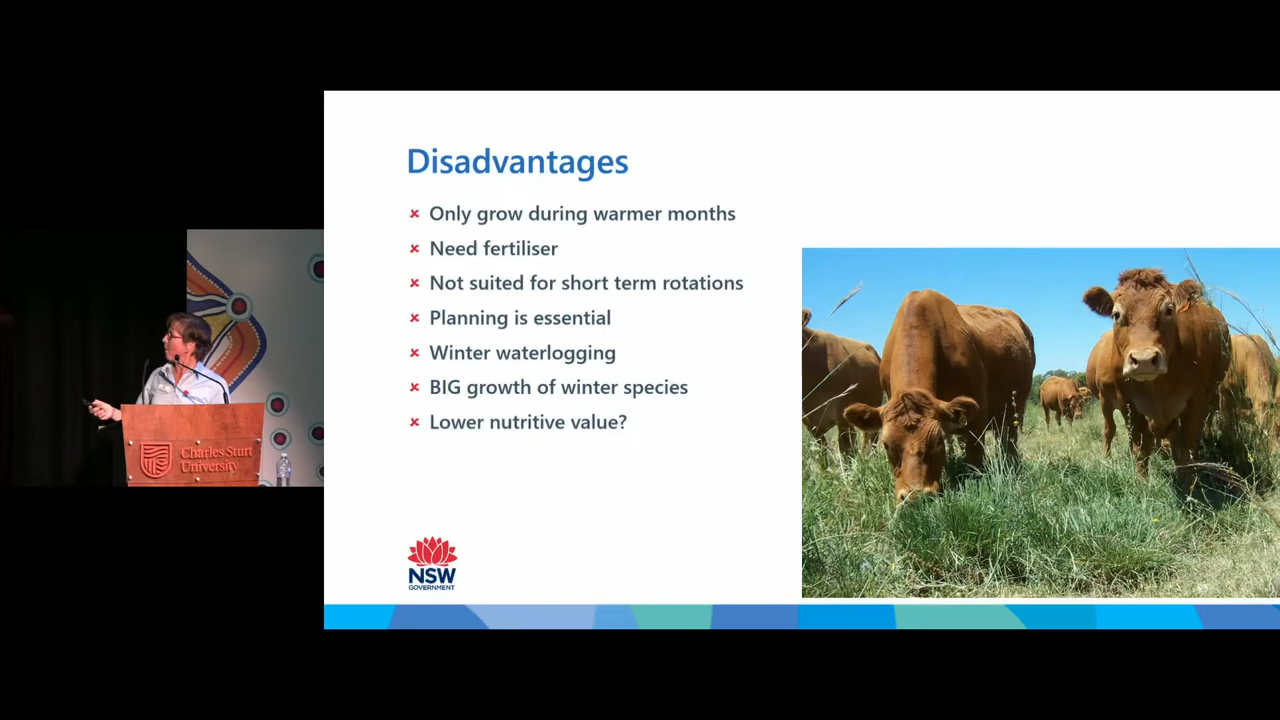 Disadvantages
× Only grow during warmer months
× Need fertiliser
× Not suited for short term rotations
× Planning is essential
× Winter waterlogging
× BIG growth of winter species
× Lower nutritive value?
Charles Sturt
University
NSW
GOVERNMENT